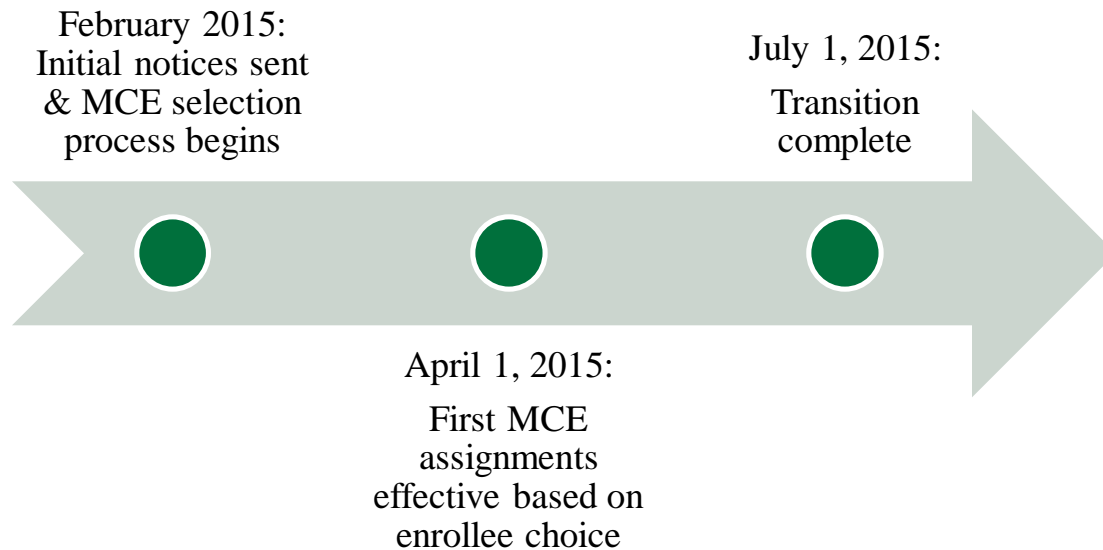 February 2015:
Initial notices sent
& MCE selection
process begins
April 1, 2015:
First MCE
assignments
effective based on
enrollee choice
July 1, 2015:
Transition
complete